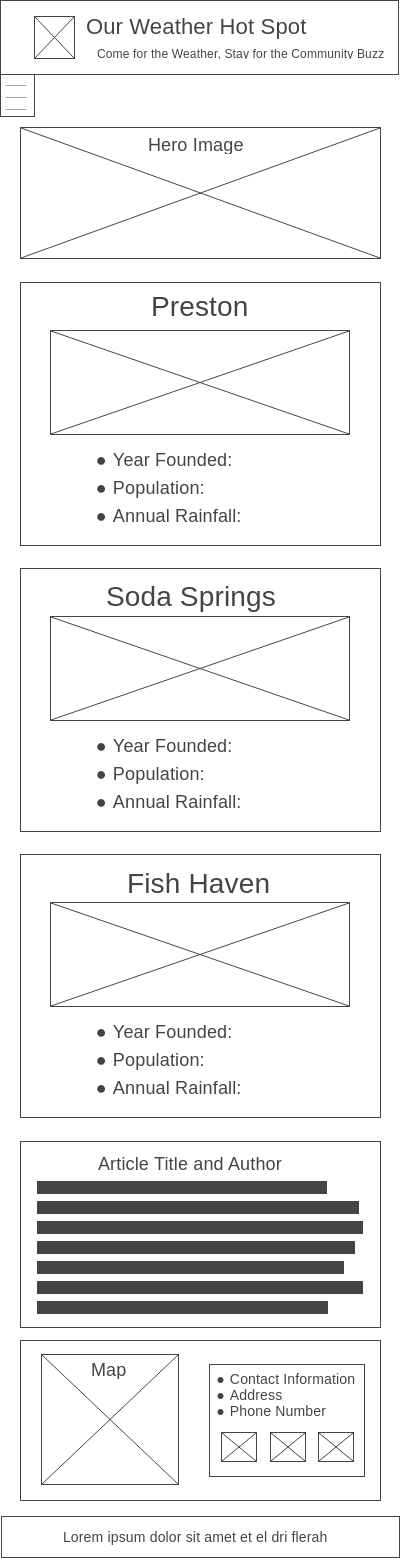 Our Weather Hot Spot
Come for the Weather, Stay for the Community Buzz
Hero Image
Preston
● Year Founded:
● Population:
● Annual Rainfall:
Soda Springs
● Year Founded:
● Population:
● Annual Rainfall:
Fish Haven
● Year Founded:
● Population:
● Annual Rainfall:
Article Title and Author
Map
● Contact Information
● Address
● Phone Number
Lorem ipsum dolor sit amet et el dri flerah